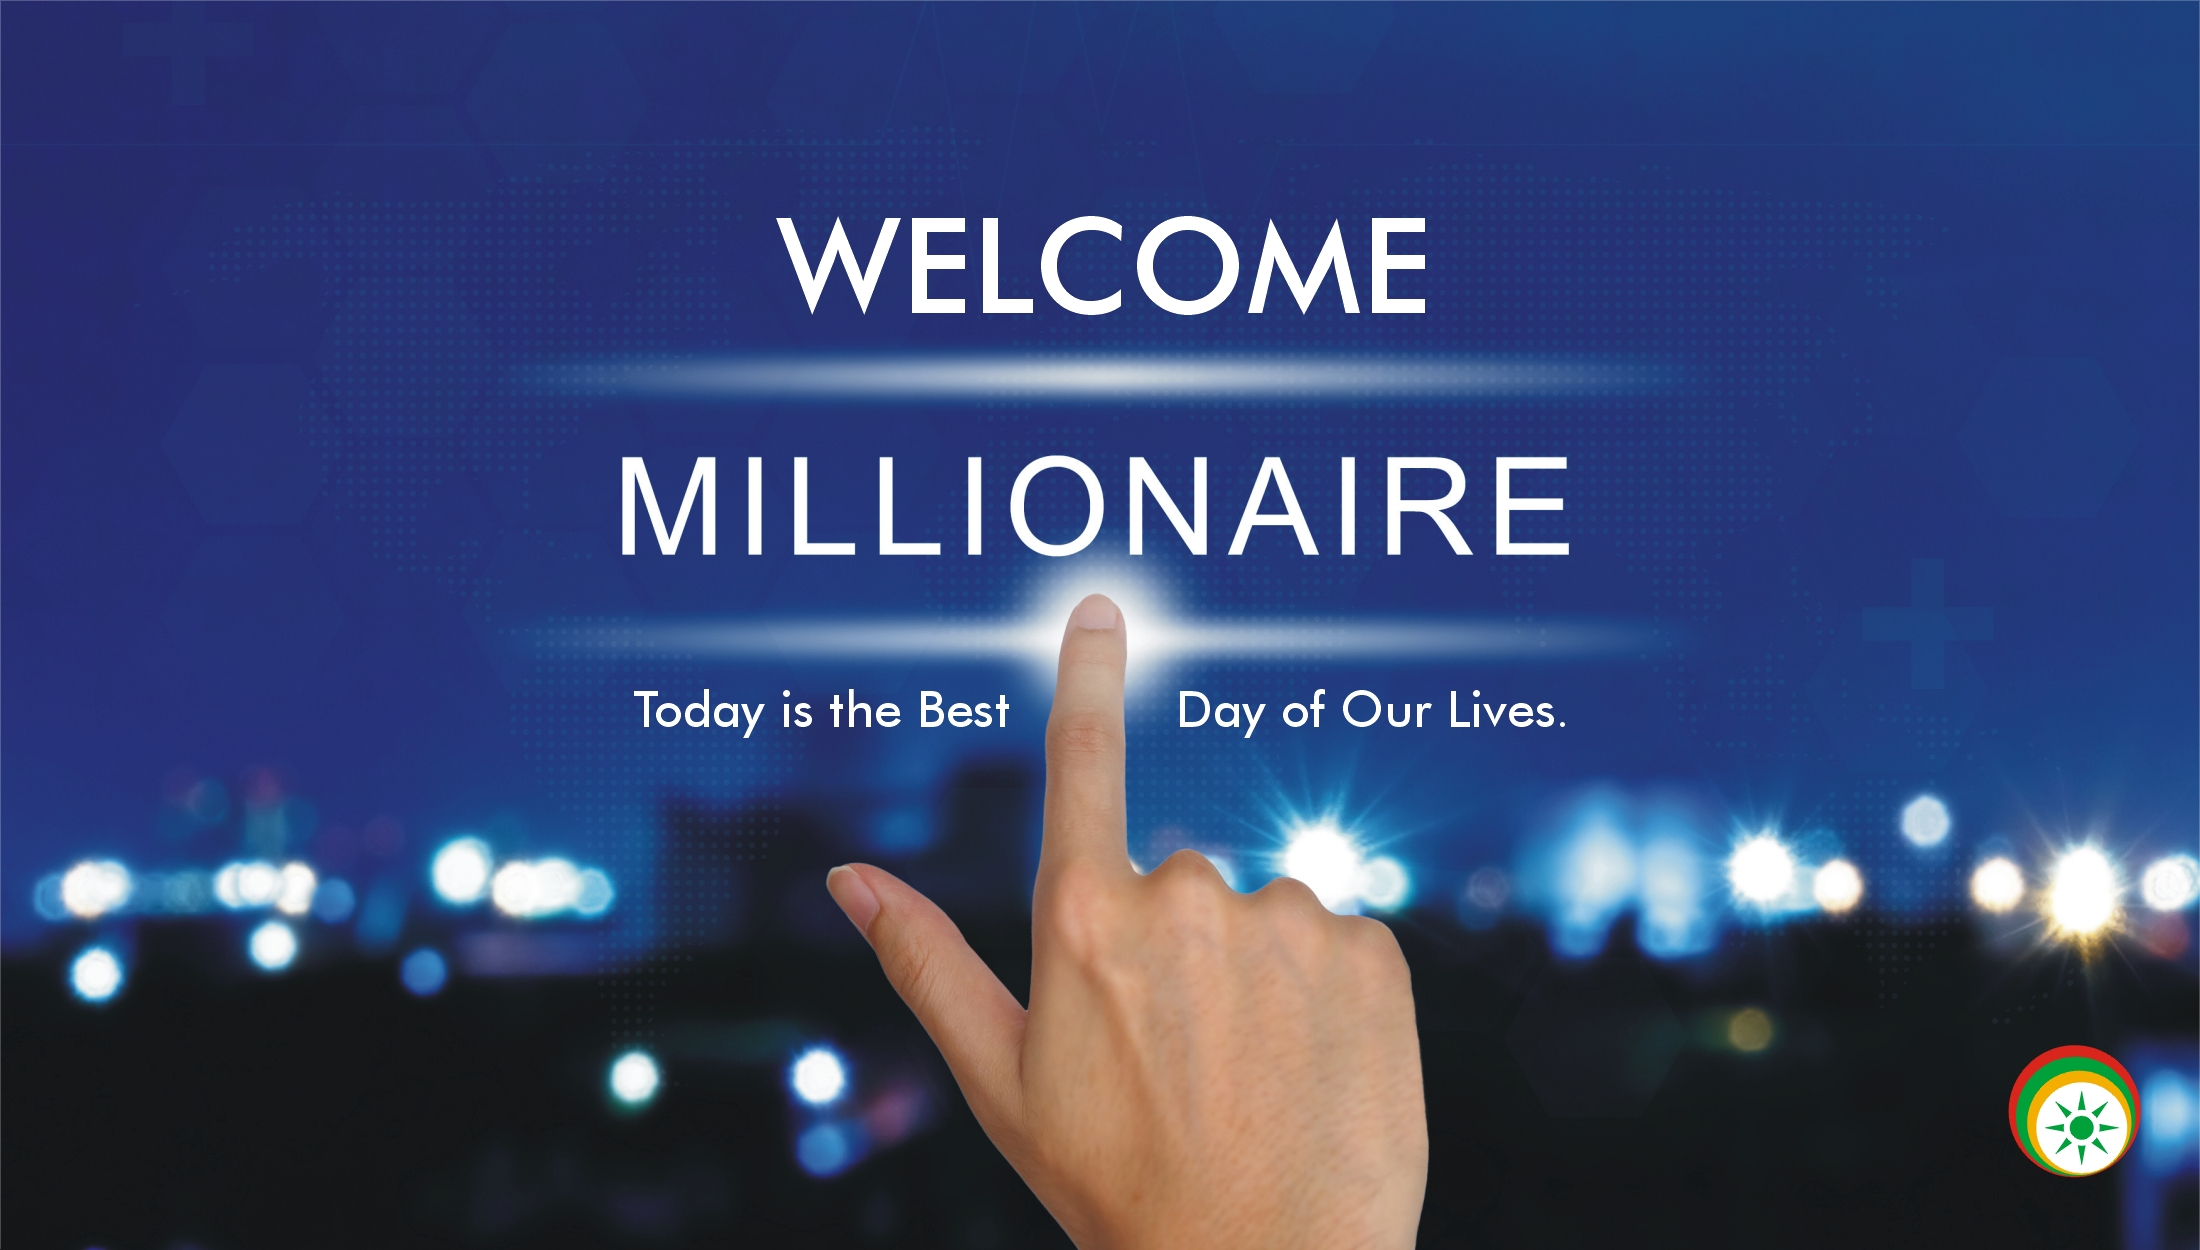 WELCOME
MILLIONAIRE
Today is the Best Day of Our Lives.